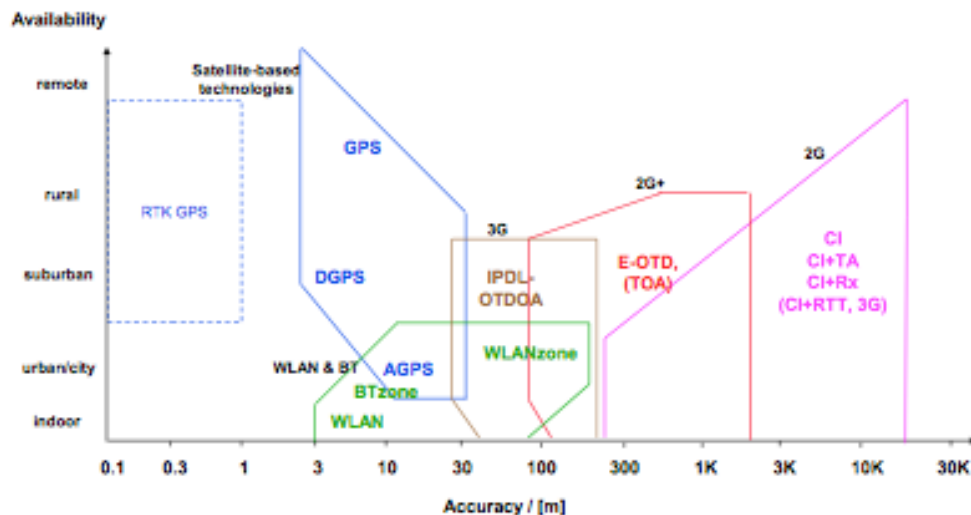 Availability
remote
Satellite-based
technologies
GPS
2G
rural
RTK GPS
2G+
3G
suburban
DGPS
IPDL-
OTDOA
E-OTD,
(TOA)
CI
CI+TA
CI+Rx
(CI+RTT, 3G)
urban/city
WLAN & BT
AGPS
WLANzone
BTzone
indoor
WLAN
0.1 0.3 1 3 10 30 100 300 1K 3K 10K 30K
Accuracy / [m]